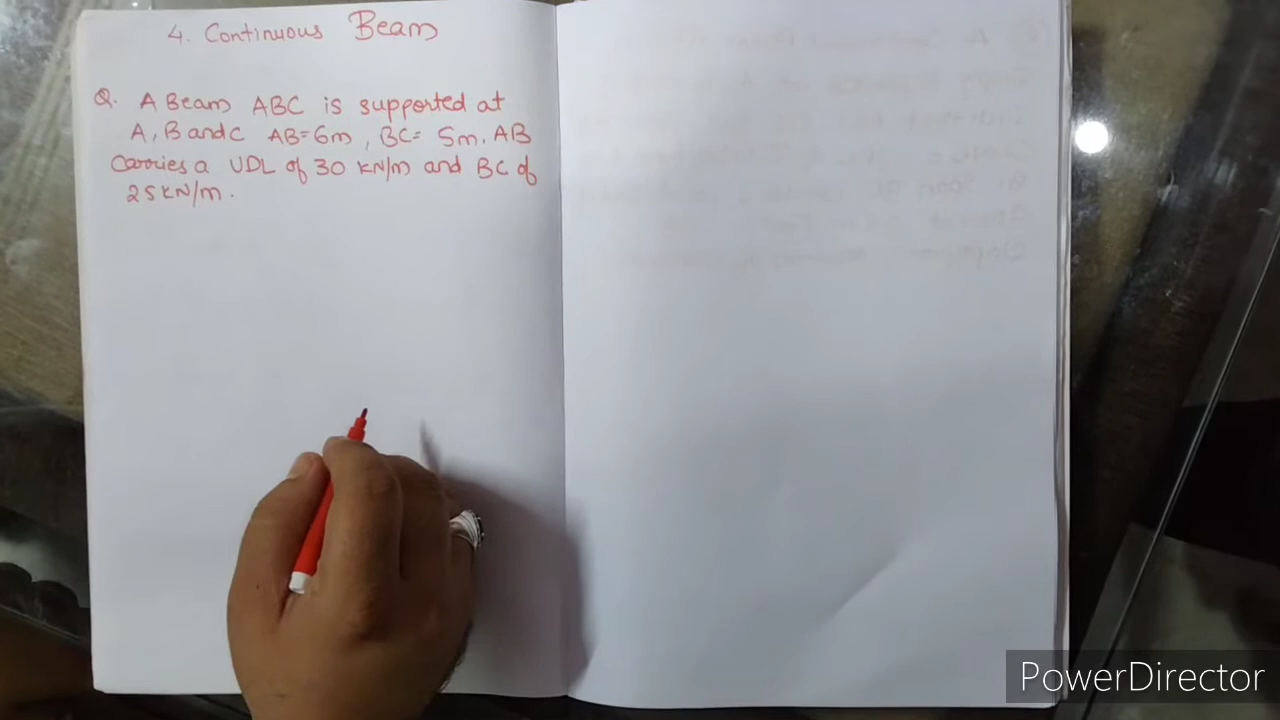 4. Continuous Beam
Q. A Beam ABC is supported at
A, B and C AB=6m, BC= 5m. AB
Carries a UDL of 30 kN/m and BC of
25kN/m.
PowerDirector